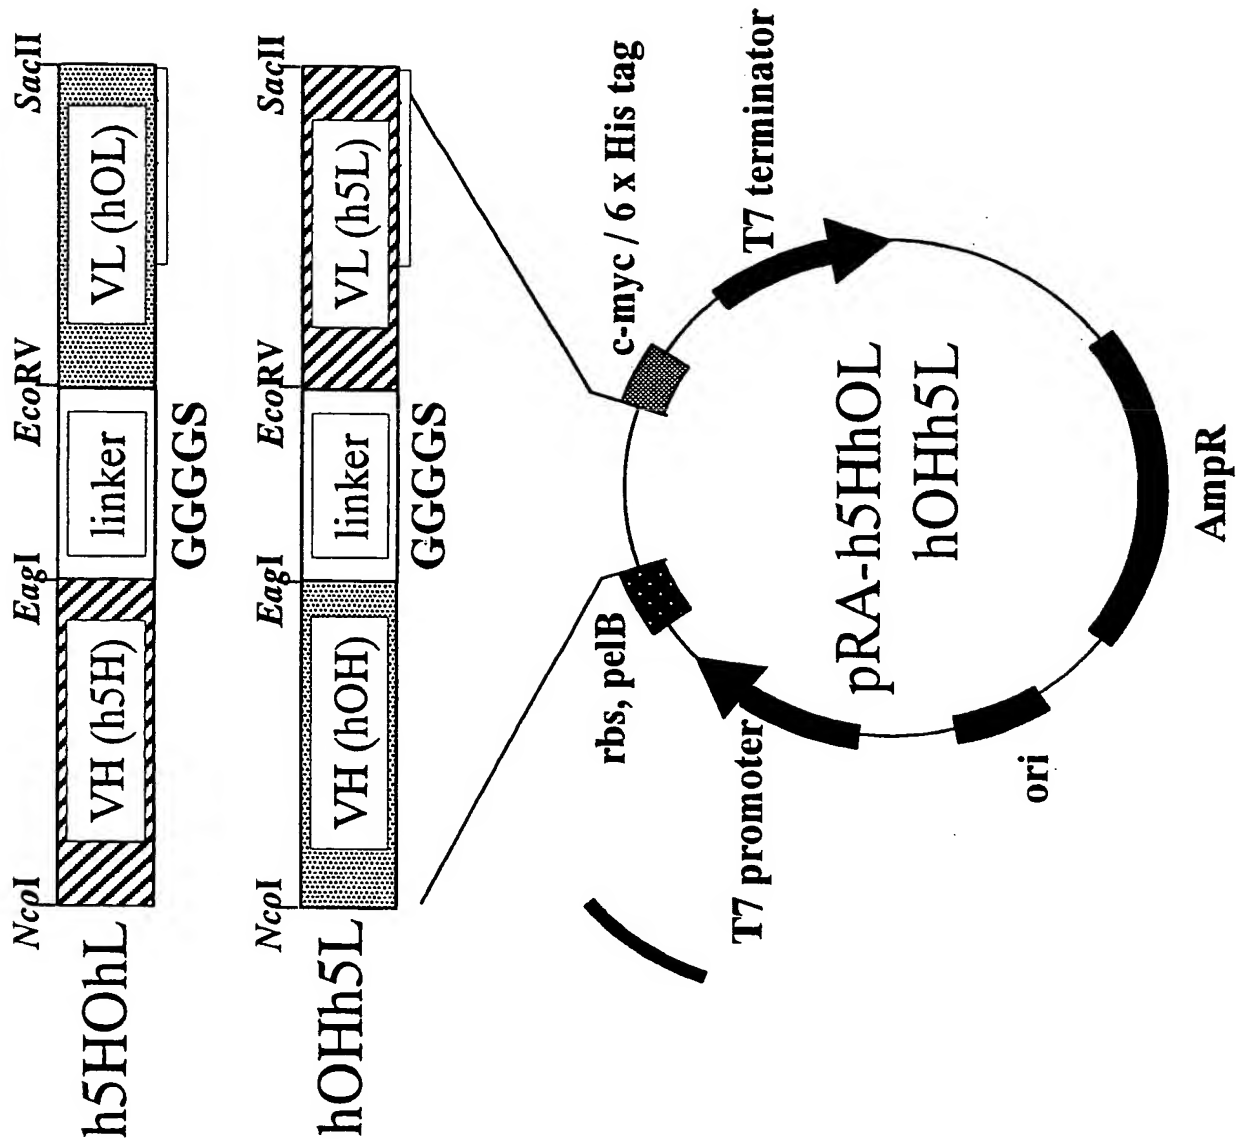 NcoI
EagI
EcoRV
SacII
h5HOhL
VH (h5H)
linker
VL (hOL)
GGGGS
NcoI
EagI
EcoRV
SacII
hOHh5L
VH (hOH)
linker
VL (h5L)
GGGGS
rbs, pelB
c-myc / 6 x His tag
T7 promoter
T7 terminator
pRA-h5HhOL
hOHh5L
ori
AmpR